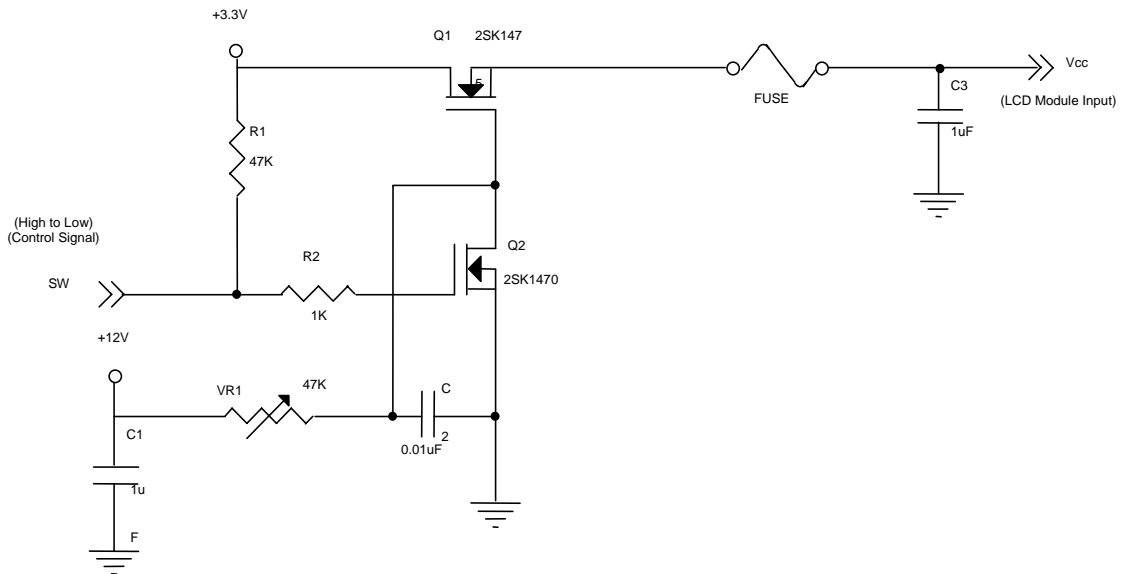 +3.3V
Q1 2SK147
5
Vcc
FUSE
C3
(LCD Module Input)
1uF
R1
47K
(High to Low)
(Control Signal)
R2
Q2
SW
2SK1470
1K
+12V
VR1
47K
C
C1
2
0.01uF
1u
F